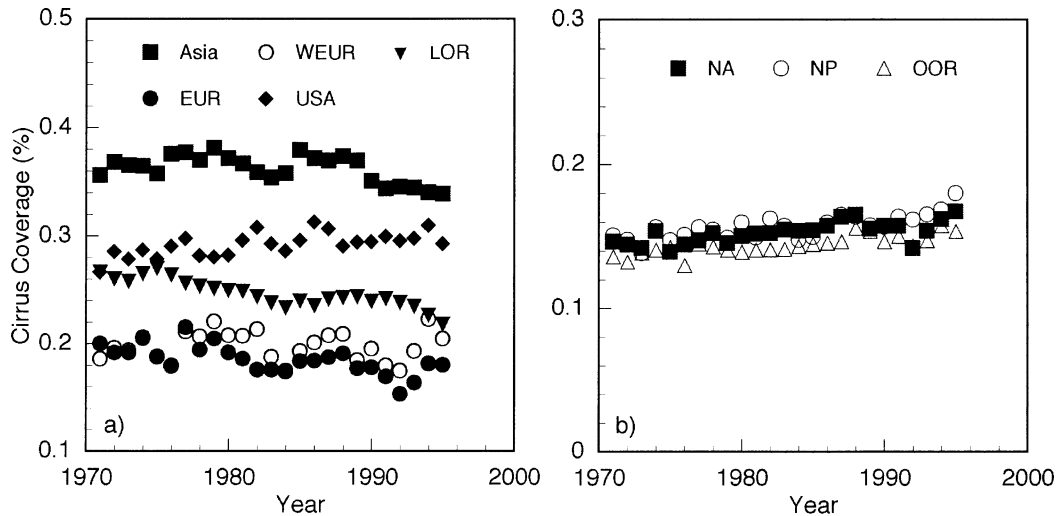 0.5
Asia WEUR LOR
EUR USA
0.4
0.3
0.2
0.1
Cirrus Coverage (%)
a)
1970 1980 1990 2000
Year
0.3
NA NP OOR
0.2
0.1
0
b)
1970 1980 1990 2000
Year